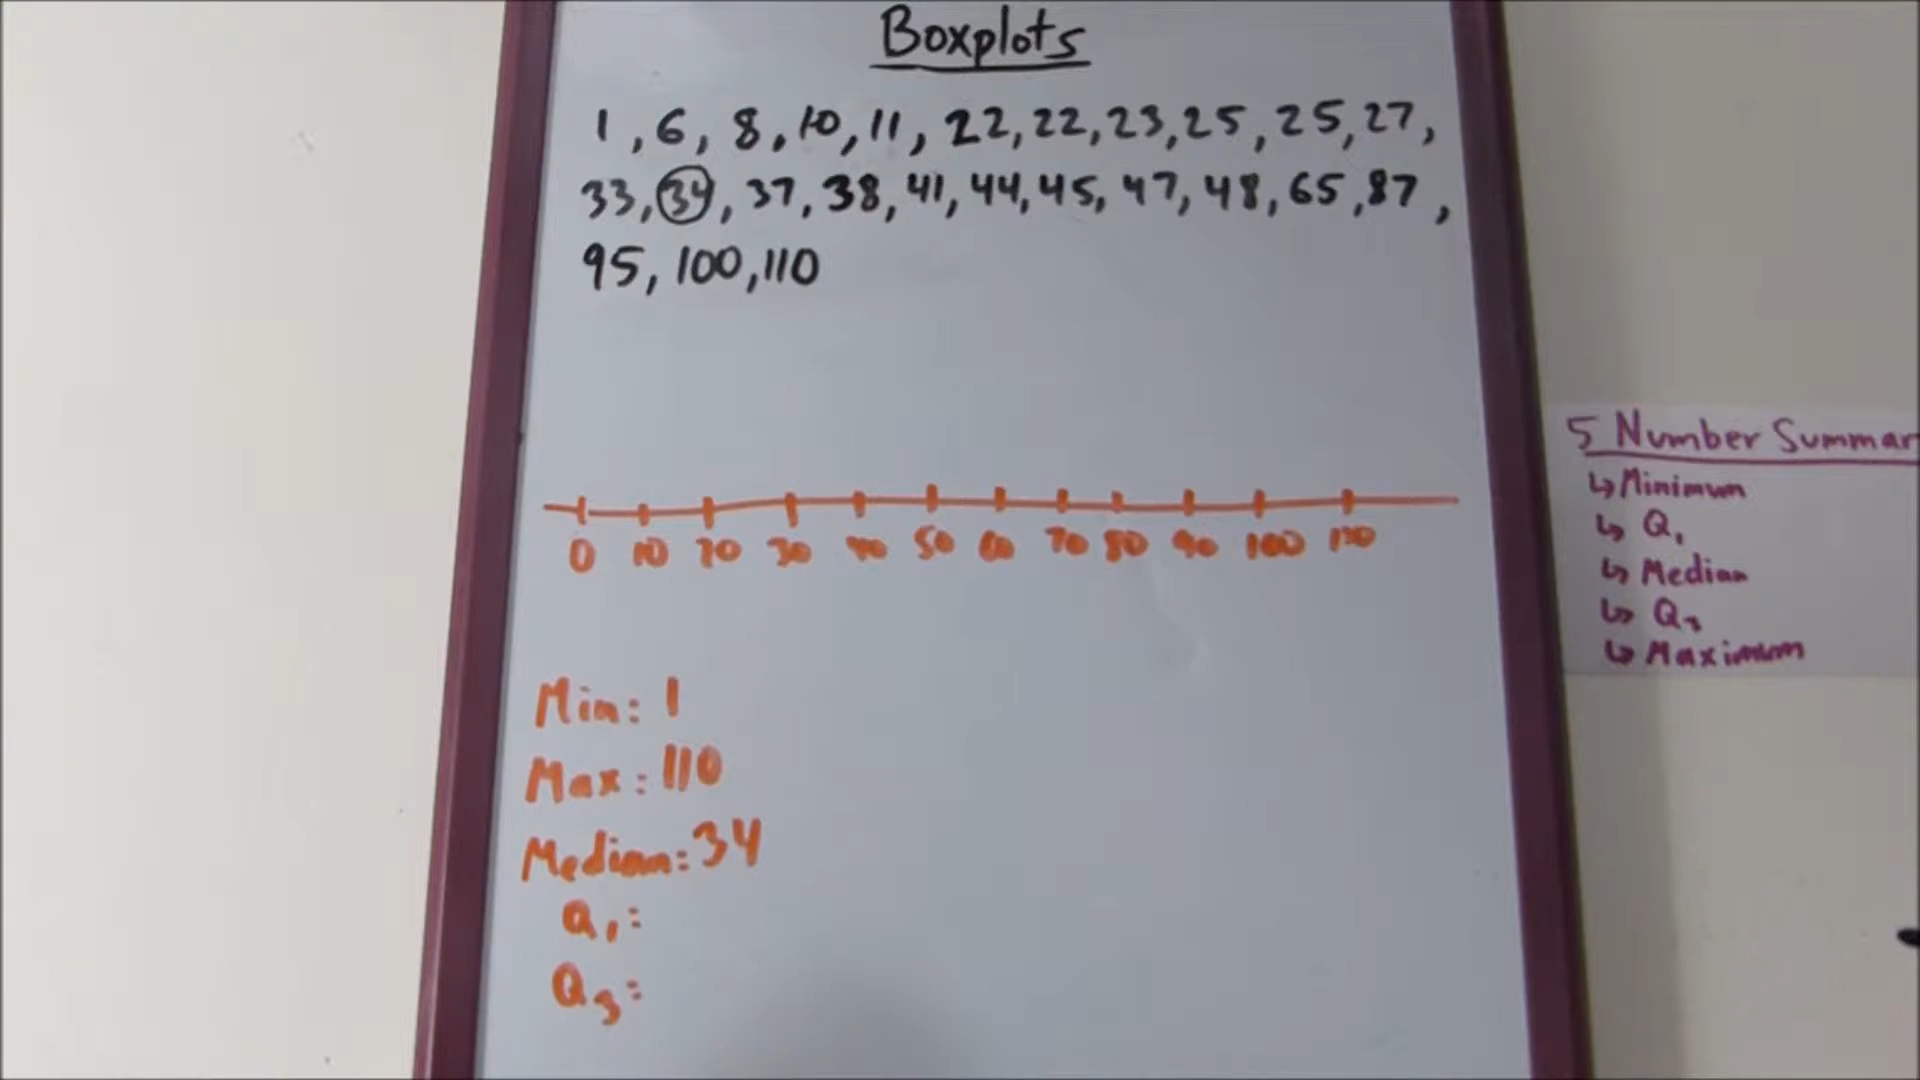 Boxplots
1, 6, 8, 10, 11, 22, 22, 23, 25, 25, 27,
33, 34, 37, 38, 41, 44, 45, 47, 48, 65, 87,
95, 100, 110
0 10 20 30 40 50 60 70 80 90 100 110
5 Number Summar
↳ Minimum
↳ Q1
↳ Median
↳ Q3
↳ Maximum
Min: 1
Max: 110
Median: 34
Q1:
Q3: